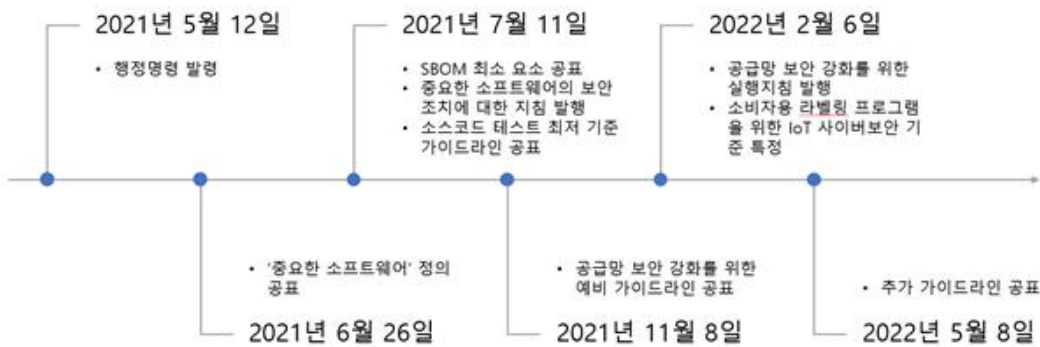 2021년 5월 12일
• 행정명령 발령
2021년 7월 11일
• SBOM 최소 요소 공표
• 중요한 소프트웨어의 보안
조치에 대한 지침 발행
• 소스코드 테스트 최저 기준
가이드라인 공표
2022년 2월 6일
• 공급망 보안 강화를 위한
실행지침 발행
• 소비자용 라벨링 프로그램
을 위한 IoT 사이버보안 기
준 특정
• '중요한 소프트웨어' 정의
공표
2021년 6월 26일
• 공급망 보안 강화를 위한
예비 가이드라인 공표
2021년 11월 8일
• 추가 가이드라인 공표
2022년 5월 8일